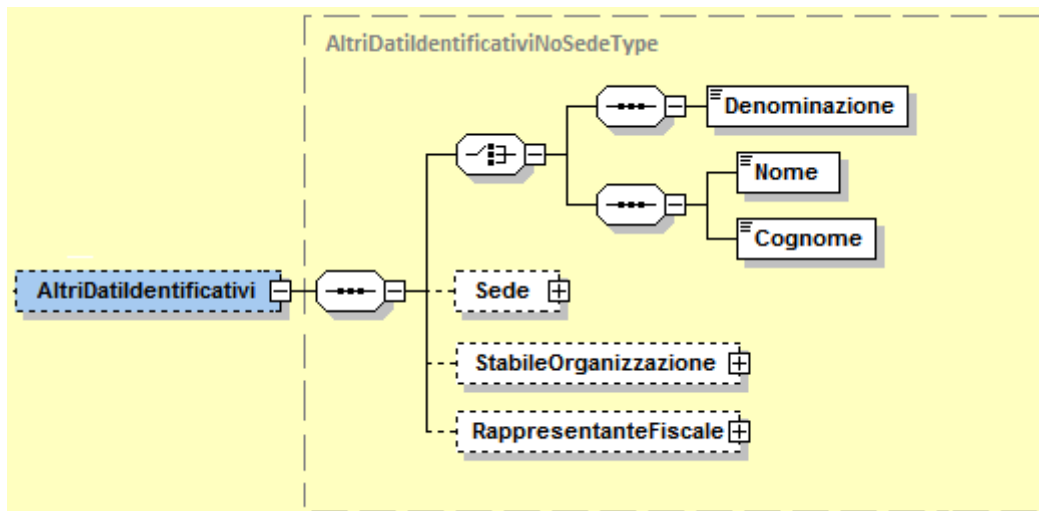 AltriDatiIdentificativiNoSedeType
Denominazione
Nome
Cognome
AltriDatiIdentificativi
Sede
StabileOrganizzazione
RappresentanteFiscale